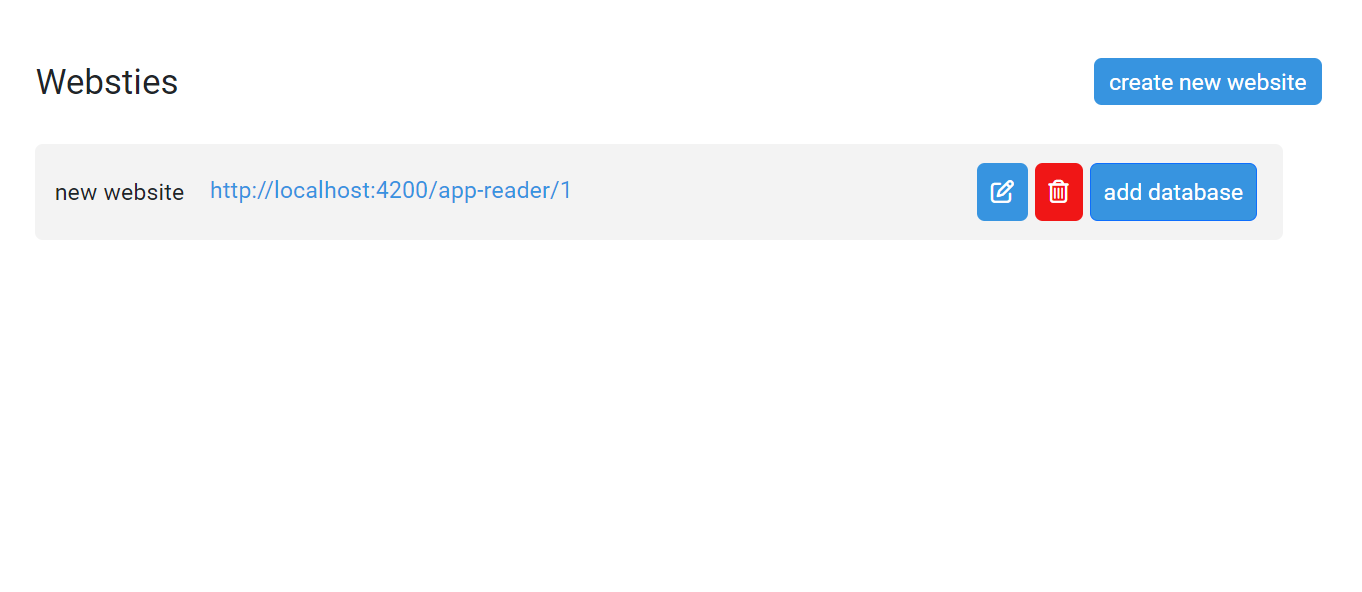 Websties
create new website
new website http://localhost:4200/app-reader/1 add database